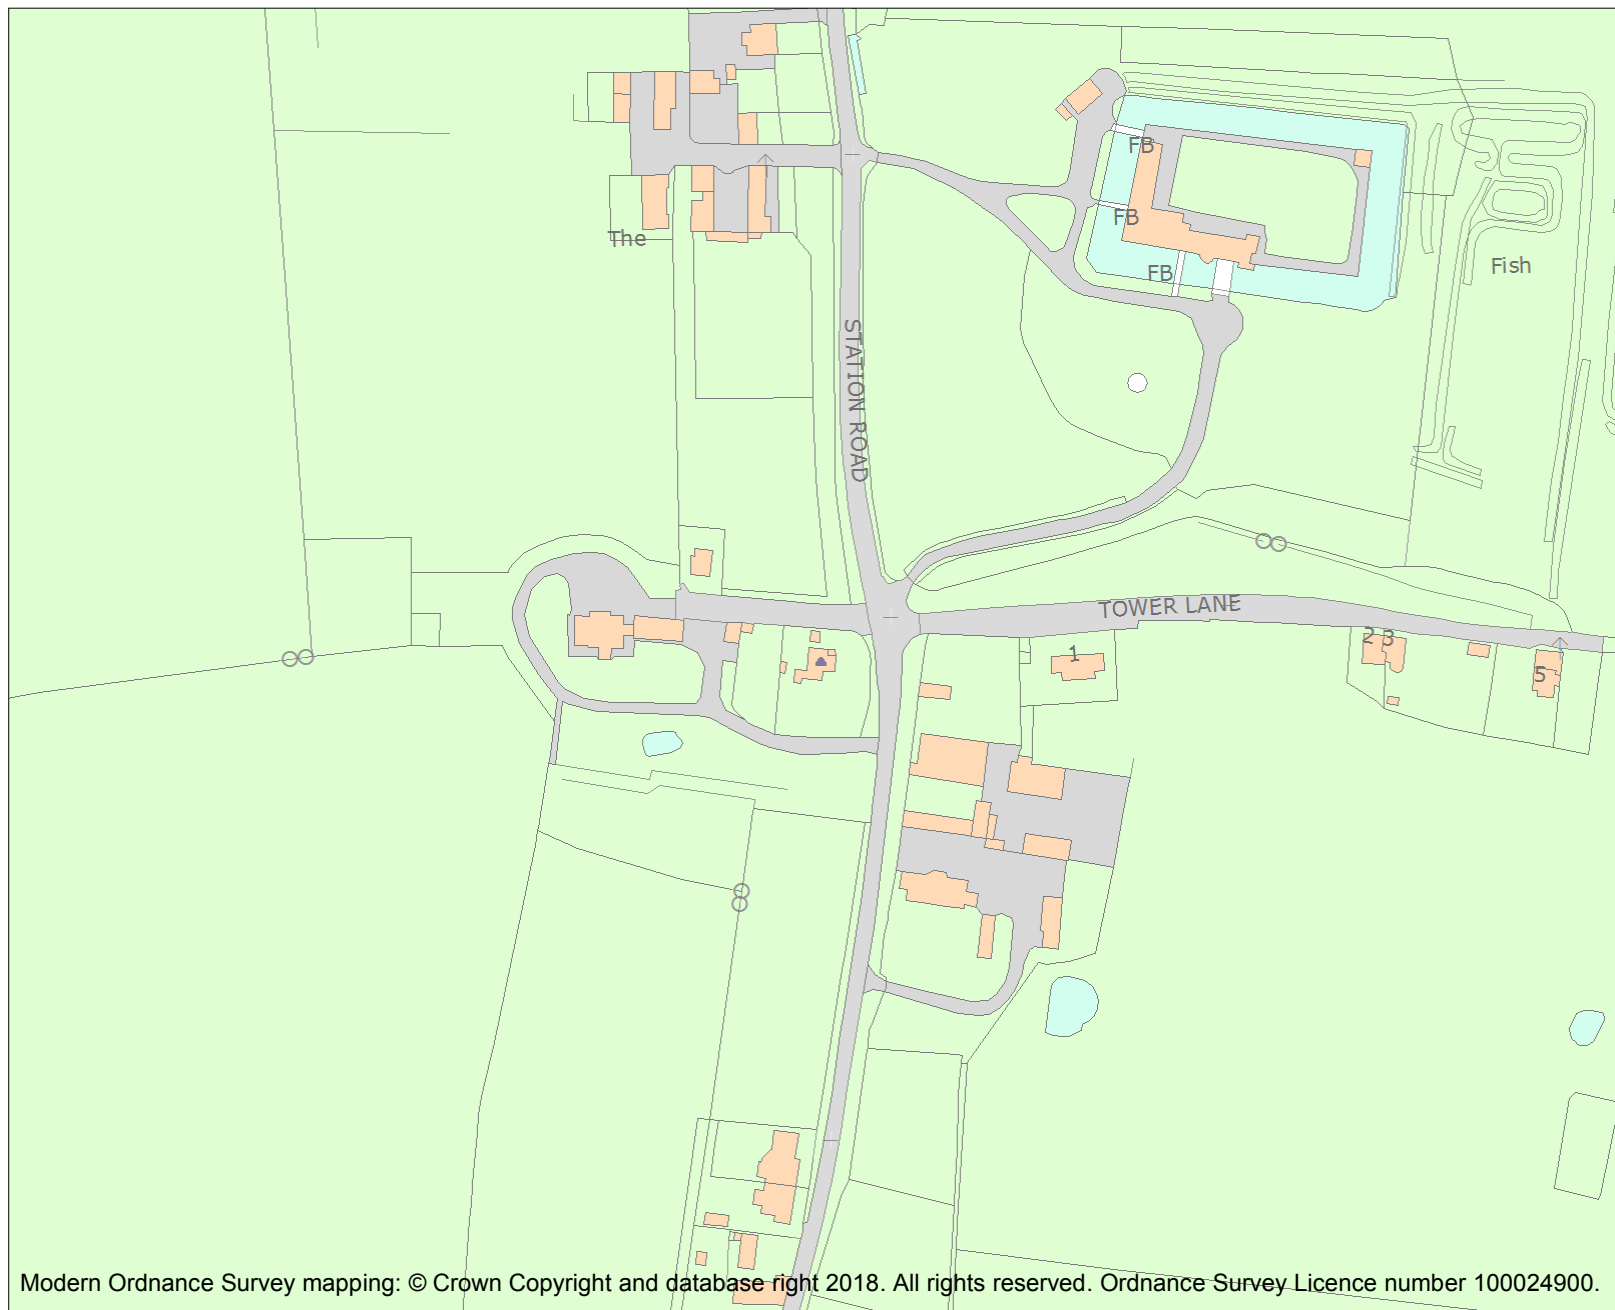 FB
FB
The
FB
Fish
STATION ROAD
TOWER LANE
1
2 3
5
Modern Ordnance Survey mapping: © Crown Copyright and database right 2018. All rights reserved. Ordnance Survey Licence number 100024900.